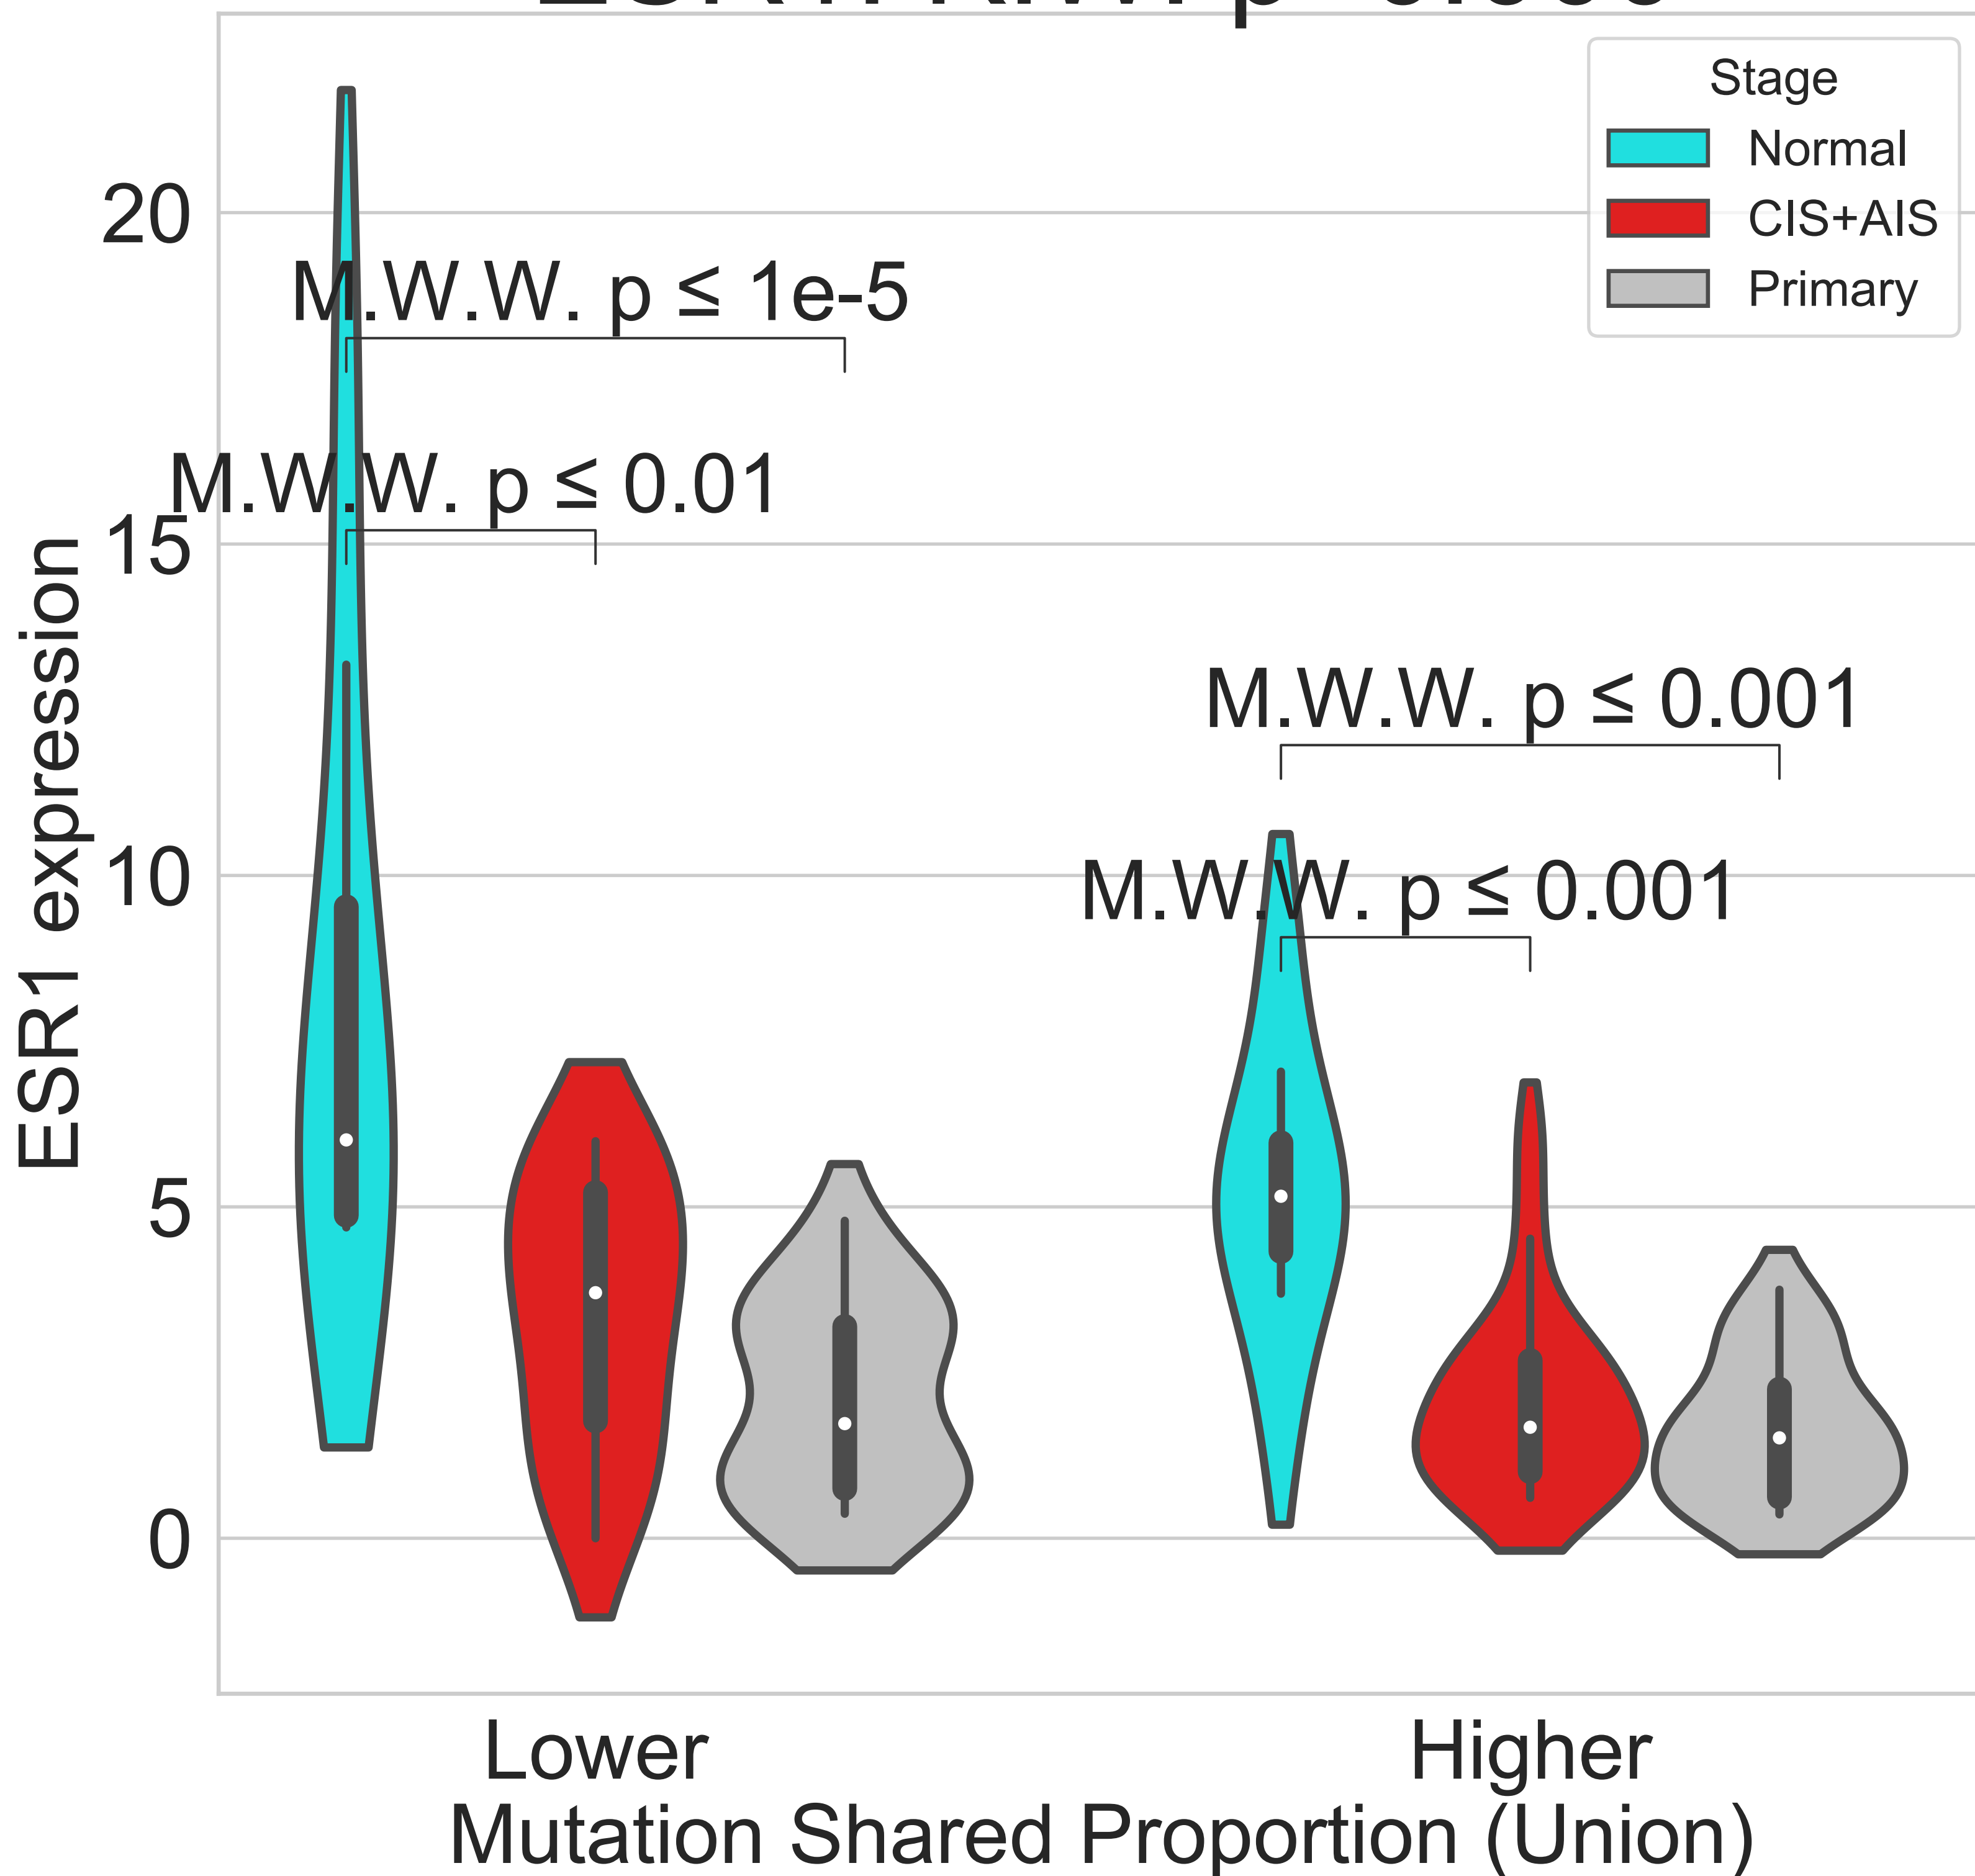 Stage
Normal
CIS+AIS
Primary
20
15
10
5
0
M.W.W. p ≤ 1e-5
M.W.W. p ≤ 0.01
M.W.W. p ≤ 0.001
M.W.W. p ≤ 0.001
ESR1 expression
Lower
Higher
Mutation Shared Proportion (Union)